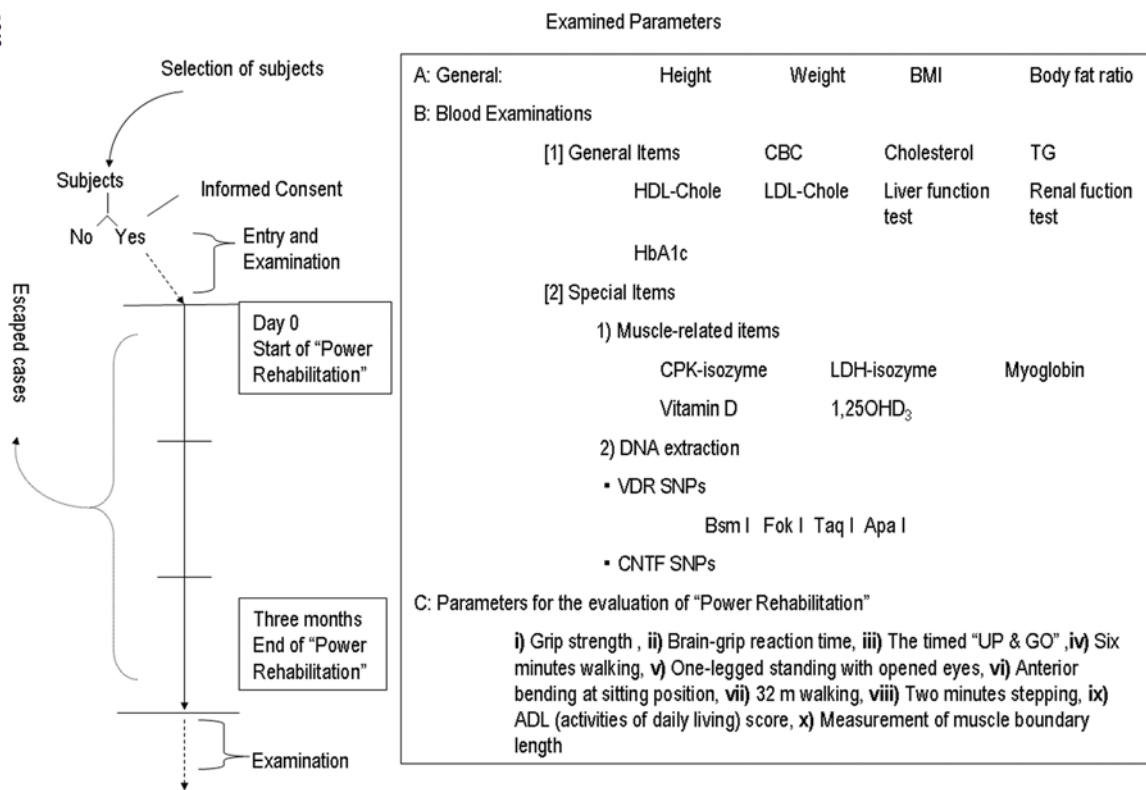 Examined Parameters
Selection of subjects
Subjects
Informed Consent
No Yes
Entry and
Examination
Escaped cases
Day 0
Start of “Power
Rehabilitation”
Three months
End of “Power
Rehabilitation”
Examination
A: General: Height Weight BMI Body fat ratio
B: Blood Examinations
[1] General Items CBC Cholesterol TG
HDL-Chole LDL-Chole Liver function Renal fuction
test test
HbA1c
[2] Special Items
1) Muscle-related items
CPK-isozyme LDH-isozyme Myoglobin
Vitamin D 1,25OHD₃
2) DNA extraction
▪ VDR SNPs
Bsm I Fok I Taq I Apa I
▪ CNTF SNPs
C: Parameters for the evaluation of “Power Rehabilitation”
i) Grip strength , ii) Brain-grip reaction time, iii) The timed “UP & GO” ,iv) Six
minutes walking, v) One-legged standing with opened eyes, vi) Anterior
bending at sitting position, vii) 32 m walking, viii) Two minutes stepping, ix)
ADL (activities of daily living) score, x) Measurement of muscle boundary
length